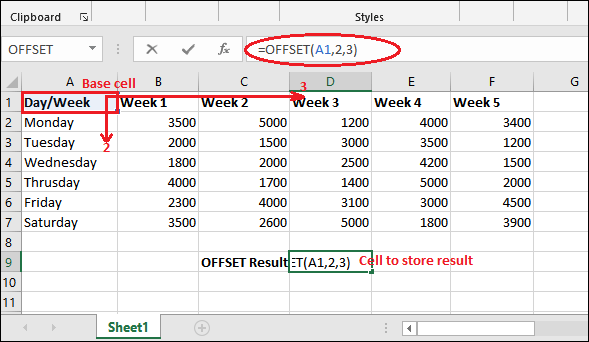 Clipboard Styles
OFFSET =OFFSET(A1,2,3)
A B C D E F G
Base cell 3
1 Day/Week Week 1 Week 2 Week 3 Week 4 Week 5
2 Monday 3500 5000 1200 4000 3400
3 Tuesday 2000 1500 3000 3500 1200
2
4 Wednesday 1800 2000 2500 4200 1500
5 Thrusday 4000 1700 1400 5000 2000
6 Friday 2300 4000 3100 3000 4500
7 Saturday 3500 2600 5000 1800 3900
8
9 OFFSET Result ET(A1,2,3) Cell to store result
10
11
Sheet1